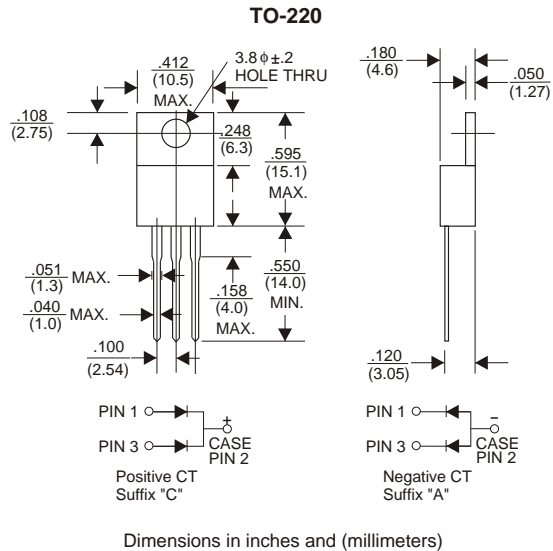 TO-220
.412
(10.5)
MAX.
3.8ϕ±.2
HOLE THRU
.180
(4.6)
.050
(1.27)
.108
(2.75)
.248
(6.3)
.595
(15.1)
MAX.
.051
(1.3)
MAX.
.040
(1.0)
MAX.
.158
(4.0)
MAX.
.550
(14.0)
MIN.
.100
(2.54)
.120
(3.05)
PIN 1
+
PIN 3
CASE
PIN 2
Positive CT
Suffix "C"
PIN 1
–
PIN 3
CASE
PIN 2
Negative CT
Suffix "A"
Dimensions in inches and (millimeters)